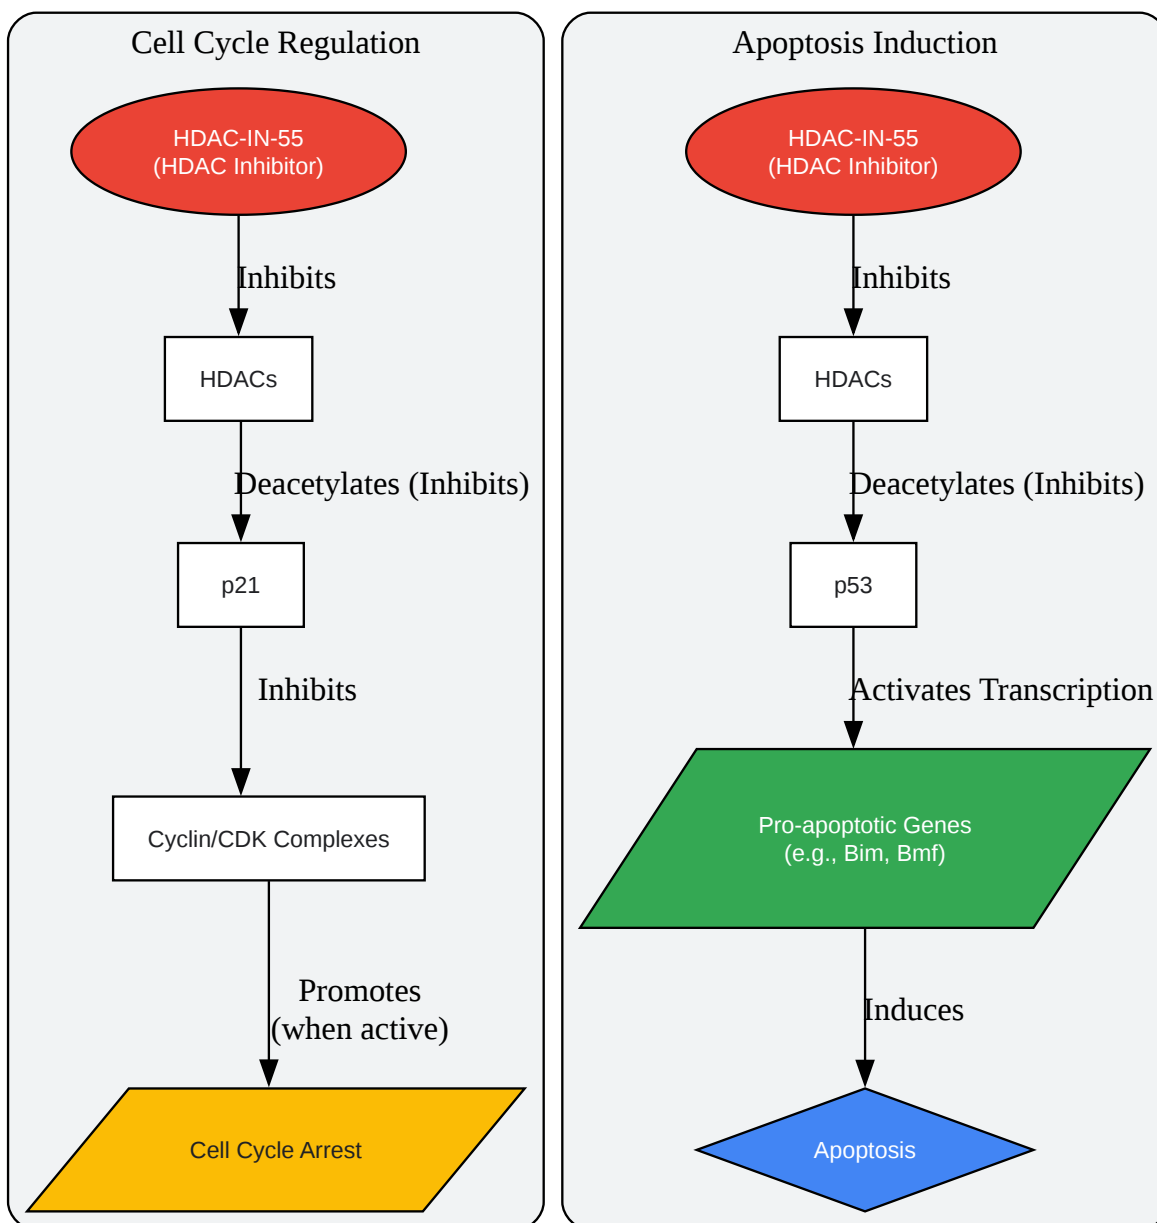 Cell Cycle Regulation
HDAC-IN-55
(HDAC Inhibitor)
Inhibits
HDACs
Deacetylates (Inhibits)
p21
Inhibits
Cyclin/CDK Complexes
Promotes
(when active)
Cell Cycle Arrest
Apoptosis Induction
HDAC-IN-55
(HDAC Inhibitor)
Inhibits
HDACs
Deacetylates (Inhibits)
p53
Activates Transcription
Pro-apoptotic Genes
(e.g., Bim, Bmf)
Induces
Apoptosis